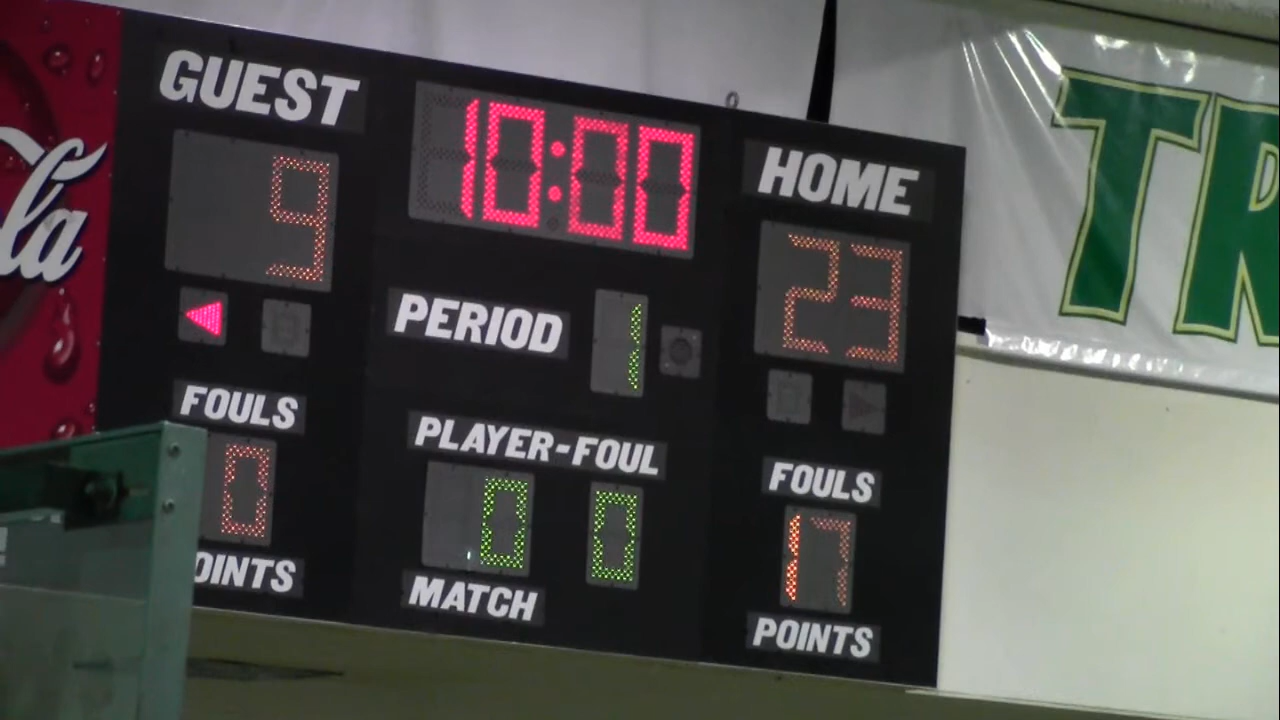 GUEST
10:00
HOME
9
23
PERIOD 1
FOULS
PLAYER-FOUL
FOULS
0
0 0
17
OINTS
MATCH
POINTS
la
TR